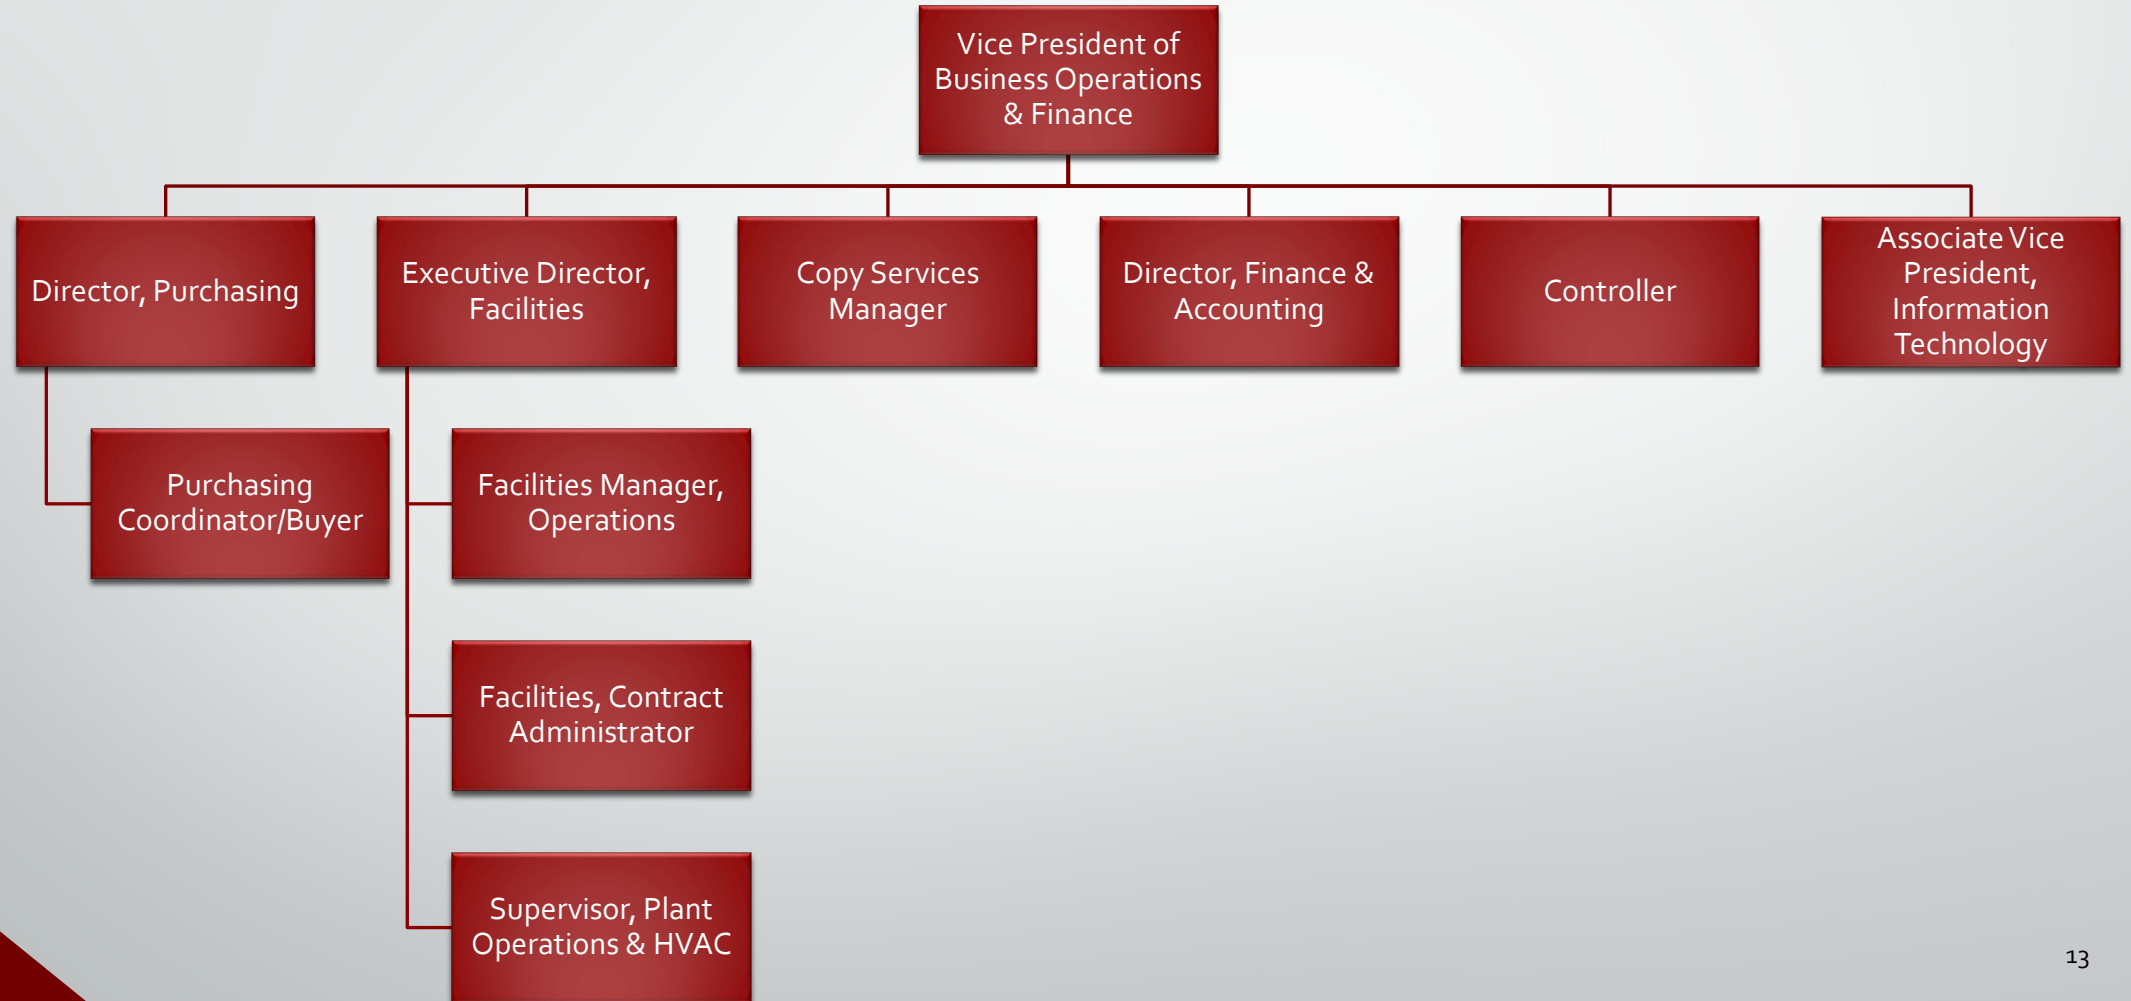 Vice President of
Business Operations
& Finance
Director, Purchasing
Executive Director,
Facilities
Copy Services
Manager
Director, Finance &
Accounting
Controller
Associate Vice
President,
Information
Technology
Purchasing
Coordinator/Buyer
Facilities Manager,
Operations
Facilities, Contract
Administrator
Supervisor, Plant
Operations & HVAC
13